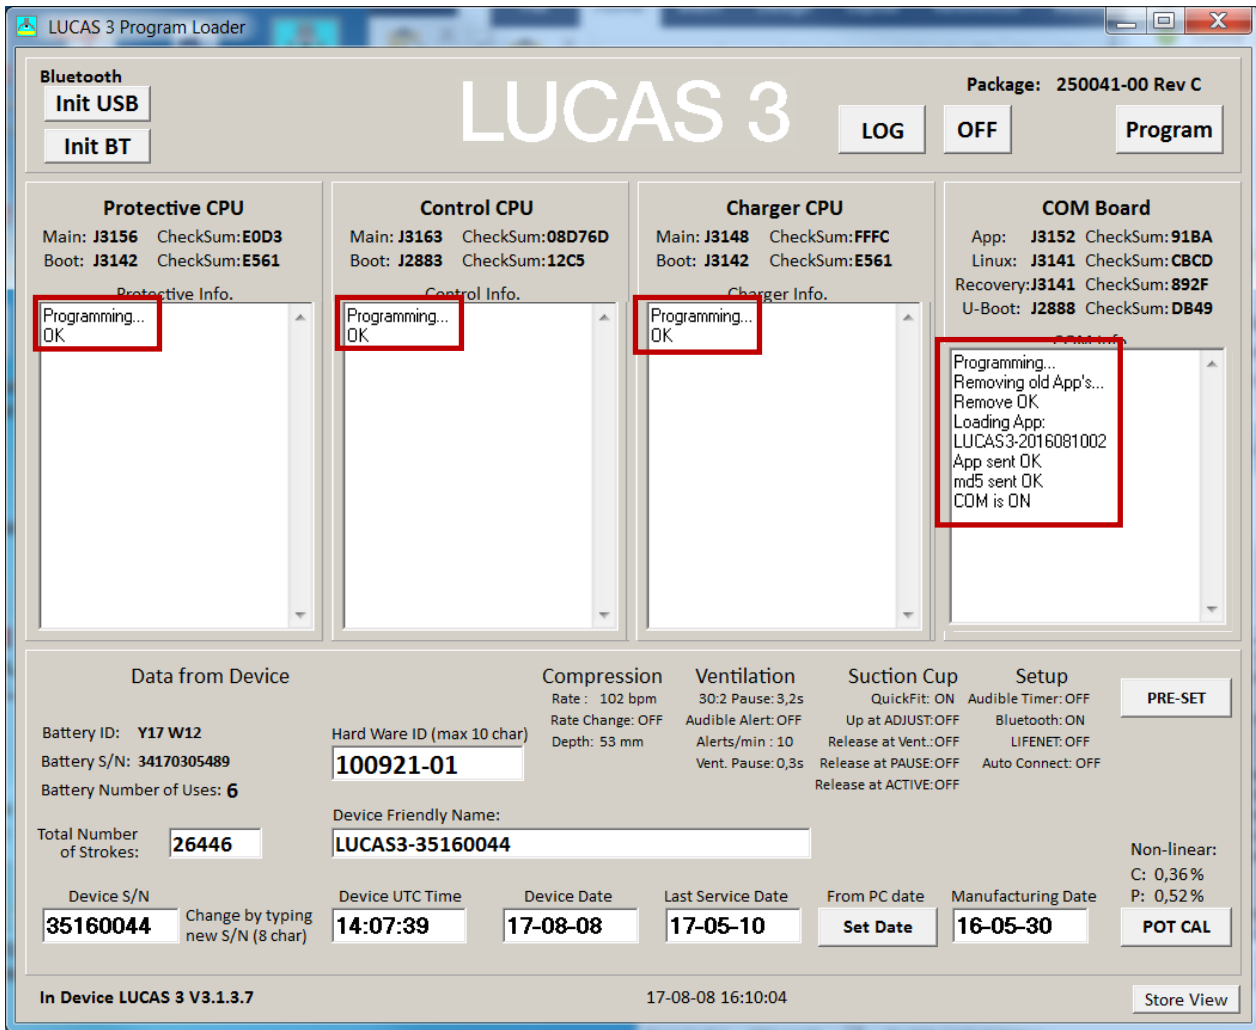 LUCAS 3 Program Loader
Bluetooth
Init USB
Init BT
LUCAS 3
Package: 250041-00 Rev C
LOG
OFF
Program
Protective CPU
Main: J3156 CheckSum:E0D3
Boot: J3142 CheckSum:E561
Protective Info.
Programming...
OK
Control CPU
Main: J3163 CheckSum:08D76D
Boot: J2883 CheckSum:12C5
Control Info.
Programming...
OK
Charger CPU
Main: J3148 CheckSum:FFFC
Boot: J3142 CheckSum:E561
Charger Info.
Programming...
OK
COM Board
App: J3152 CheckSum:91BA
Linux: J3141 CheckSum:CBCD
Recovery:J3141 CheckSum:892F
U-Boot: J2888 CheckSum:DB49
COM Info
Programming...
Removing old App's...
Remove OK
Loading App:
LUCAS3-2016081002
App sent OK
md5 sent OK
COM is ON
Data from Device
Battery ID: Y17 W12
Battery S/N: 34170305489
Battery Number of Uses: 6
Total Number
of Strokes:
26446
Hard Ware ID (max 10 char)
100921-01
Device Friendly Name:
LUCAS3-35160044
Compression
Rate : 102 bpm
Rate Change: OFF
Depth: 53 mm
Ventilation
30:2 Pause:3,2s
Audible Alert: OFF
Alerts/min : 10
Vent. Pause:0,3s
Suction Cup
QuickFit: ON
Up at ADJUST:OFF
Release at Vent.:OFF
Release at PAUSE:OFF
Release at ACTIVE:OFF
Setup
Audible Timer: OFF
Bluetooth: ON
LIFENET: OFF
Auto Connect: OFF
PRE-SET
Non-linear:
C: 0,36%
P: 0,52%
Device S/N
35160044
Change by typing
new S/N (8 char)
Device UTC Time
14:07:39
Device Date
17-08-08
Last Service Date
17-05-10
From PC date
Set Date
Manufacturing Date
16-05-30
POT CAL
In Device LUCAS 3 V3.1.3.7
17-08-08 16:10:04
Store View